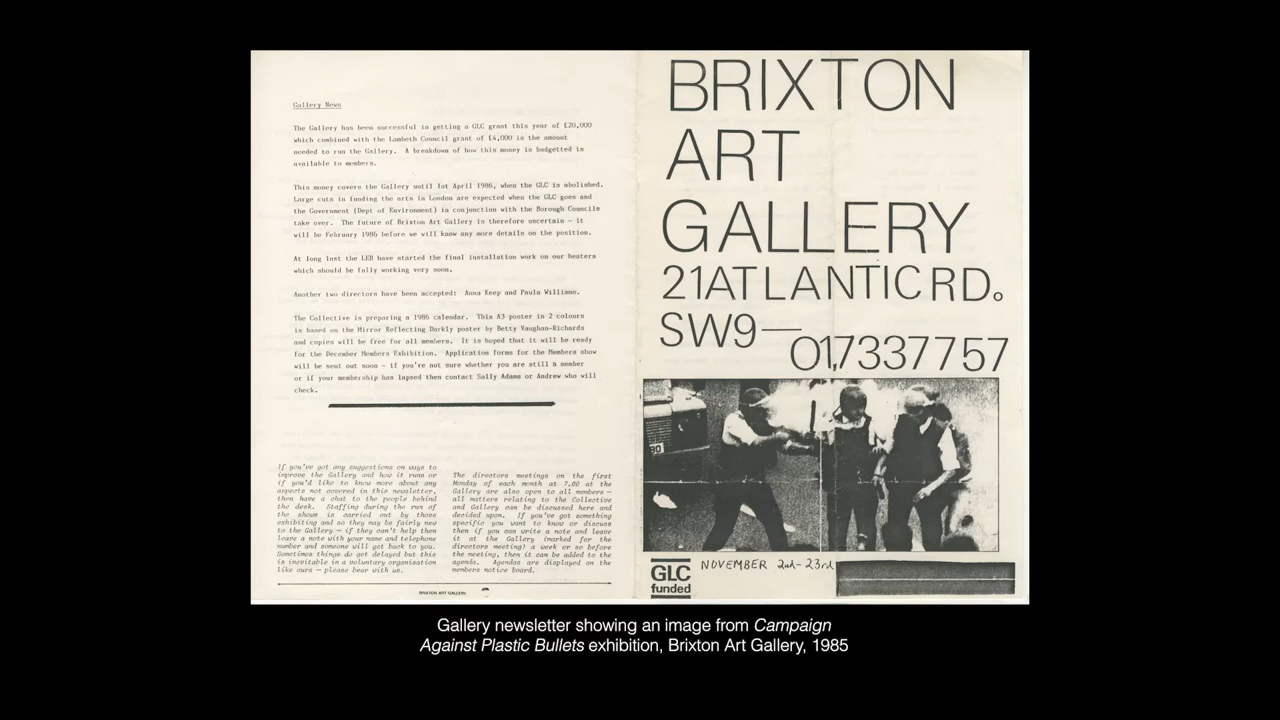 Gallery News
The Gallery has been successful in getting a GLC grant this year of £20,000
which combined with the Lambeth Council grant of £4,000 is the amount
needed to run the Gallery. A breakdown of how this money is budgetted is
available to members.
This money covers the Gallery until 1st April 1986, when the GLC is abolished.
Large cuts in funding the arts in London are expected when the GLC goes and
the Government (Dept of Environment) in conjunction with the Borough Councils
take over. The future of Brixton Art Gallery is therefore uncertain - it
will be February 1986 before we will know any more details on the position.
At long last the LEB have started the final installation work on our heaters
which should be fully working very soon.
Another two directors have been accepted: Anna Keep and Paula Williams.
The Collective is preparing a 1986 calendar. This A3 poster in 2 colours
is based on the Mirror Reflecting Darkly poster by Betty Vaughan-Richards
and copies will be free for all members. It is hoped that it will be ready
for the December Members Exhibition. Application forms for the Members show
will be sent out soon - if you're not sure whether you are still a member
or if your membership has lapsed then contact Sally Adams or Andrew who will
check.
If you've got any suggestions on ways to
improve the Gallery and how it runs or
if you'd like to know more about any
aspects not covered in this newsletter,
then have a chat to the people behind
the desk. Staffing during the run of
the shows is carried out by those
exhibiting and so they may be fairly new
to the Gallery - if they can't help then
leave a note with your name and telephone
number and someone will get back to you.
Sometimes things do get delayed but this
is inevitable in a voluntary organisation
like ours - please bear with us.
The directors meetings on the first
Monday of each month at 7.00 at the
Gallery are also open to all members -
all matters relating to the Collective
and Gallery can be discussed here and
decided upon. If you've got something
specific you want to know or discuss
then if you can write a note and leave
it at the Gallery (marked for the
directors meeting) a week or so before
the meeting, then it can be added to the
agenda. Agendas are displayed on the
members notice board.
BRIXTON ART GALLERY
BRIXTON
ART
GALLERY
21 ATLANTIC RD.
SW9—
017337757
GLC
funded
NOVEMBER 2nd - 23rd
Gallery newsletter showing an image from Campaign
Against Plastic Bullets exhibition, Brixton Art Gallery, 1985